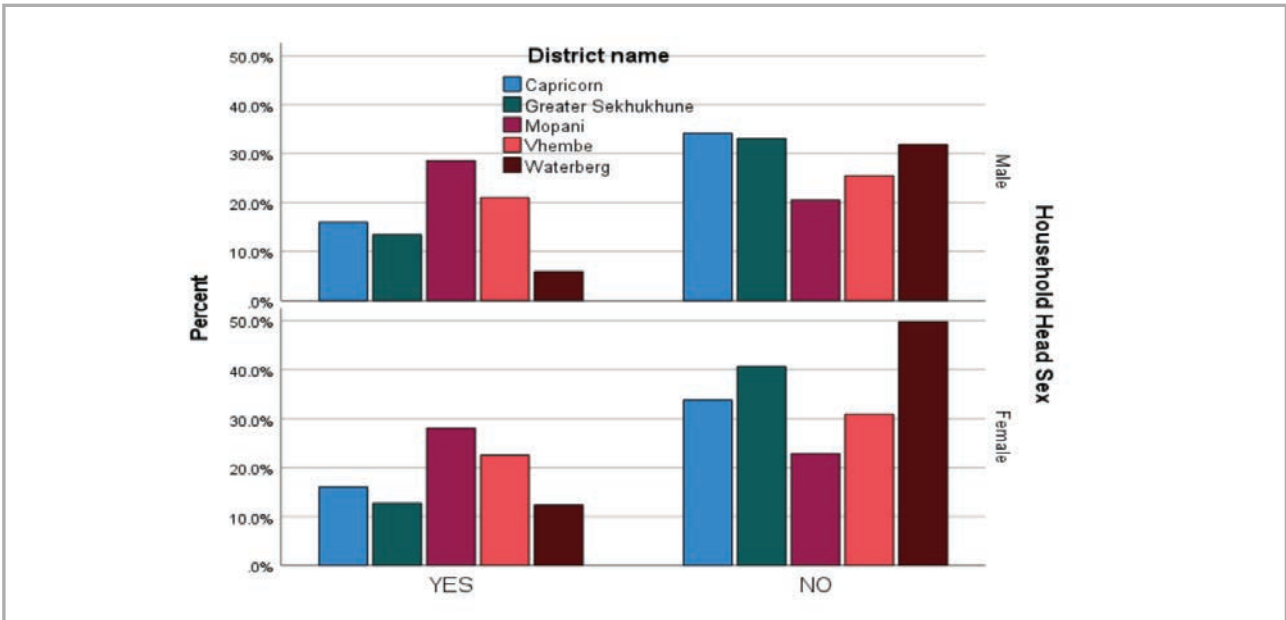 District name
Capricorn
Greater Sekhukhune
Mopani
Vhembe
Waterberg
50.0%
40.0%
30.0%
20.0%
10.0%
.0%
Male
50.0%
40.0%
30.0%
20.0%
10.0%
.0%
Female
Percent
Household Head Sex
YES
NO